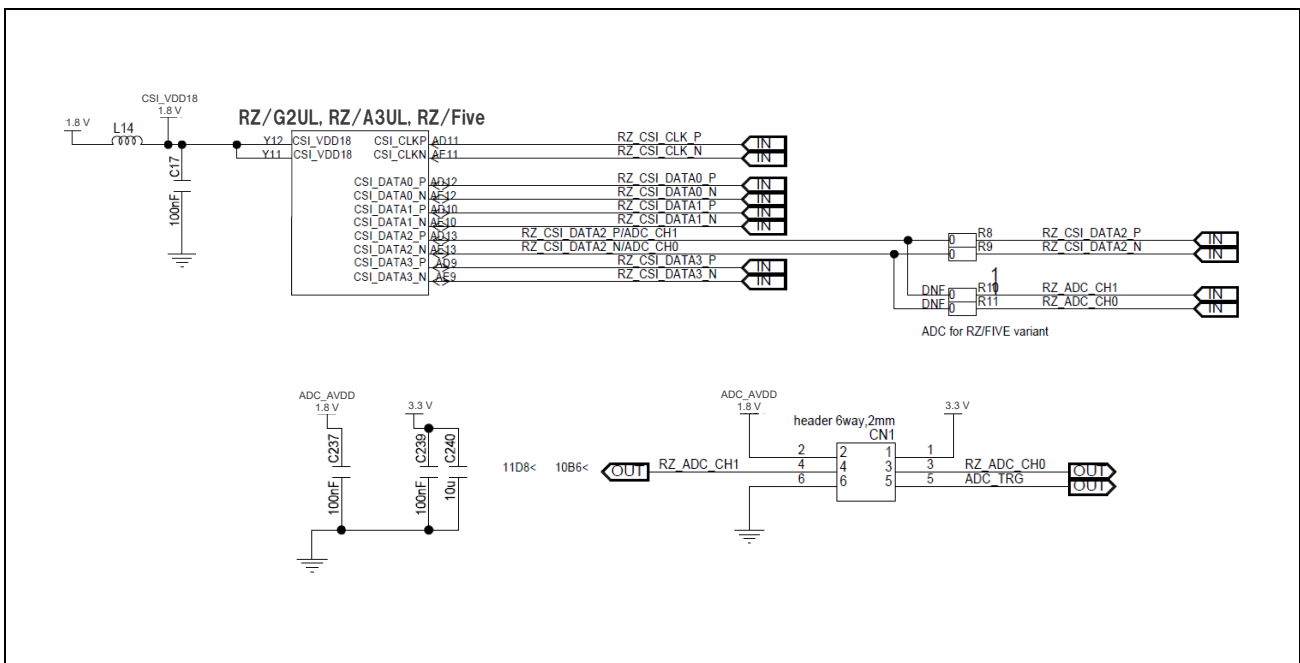 CSI_VDD18
1.8 V
1.8 V
L14
C17
100nF
RZ/G2UL, RZ/A3UL, RZ/Five
Y12 CSI_VDD18 CSI_CLKP AD11 RZ_CSI_CLK_P IN
Y11 CSI_VDD18 CSI_CLKN AE11 RZ_CSI_CLK_N IN
CSI_DATA0_P AD12 RZ_CSI_DATA0_P IN
CSI_DATA0_N AE12 RZ_CSI_DATA0_N IN
CSI_DATA1_P AD10 RZ_CSI_DATA1_P IN
CSI_DATA1_N AE10 RZ_CSI_DATA1_N IN
CSI_DATA2_P AD13 RZ_CSI_DATA2_P/ADC_CH1 0 R8 RZ_CSI_DATA2_P IN
CSI_DATA2_N AE13 RZ_CSI_DATA2_N/ADC_CH0 0 R9 RZ_CSI_DATA2_N IN
CSI_DATA3_P AD9 RZ_CSI_DATA3_P IN
CSI_DATA3_N AE9 RZ_CSI_DATA3_N IN
1
DNF 0 R10 RZ_ADC_CH1 IN
DNF 0 R11 RZ_ADC_CH0 IN
ADC for RZ/FIVE variant
ADC_AVDD
1.8 V
3.3 V
C237
100nF
C239
100nF
C240
10u
ADC_AVDD
1.8 V
3.3 V
header 6way,2mm
CN1
2 2 1 1
11D8< 10B6< OUT RZ_ADC_CH1 4 4 3 3 RZ_ADC_CH0 OUT
6 6 5 5 ADC_TRG OUT